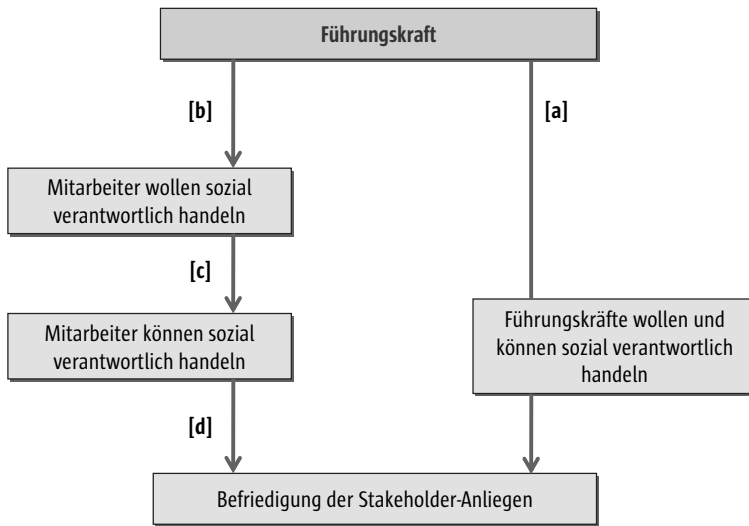 Führungskraft
[b]
[a]
Mitarbeiter wollen sozial
verantwortlich handeln
[c]
Mitarbeiter können sozial
verantwortlich handeln
Führungskräfte wollen und
können sozial verantwortlich
handeln
[d]
Befriedigung der Stakeholder-Anliegen